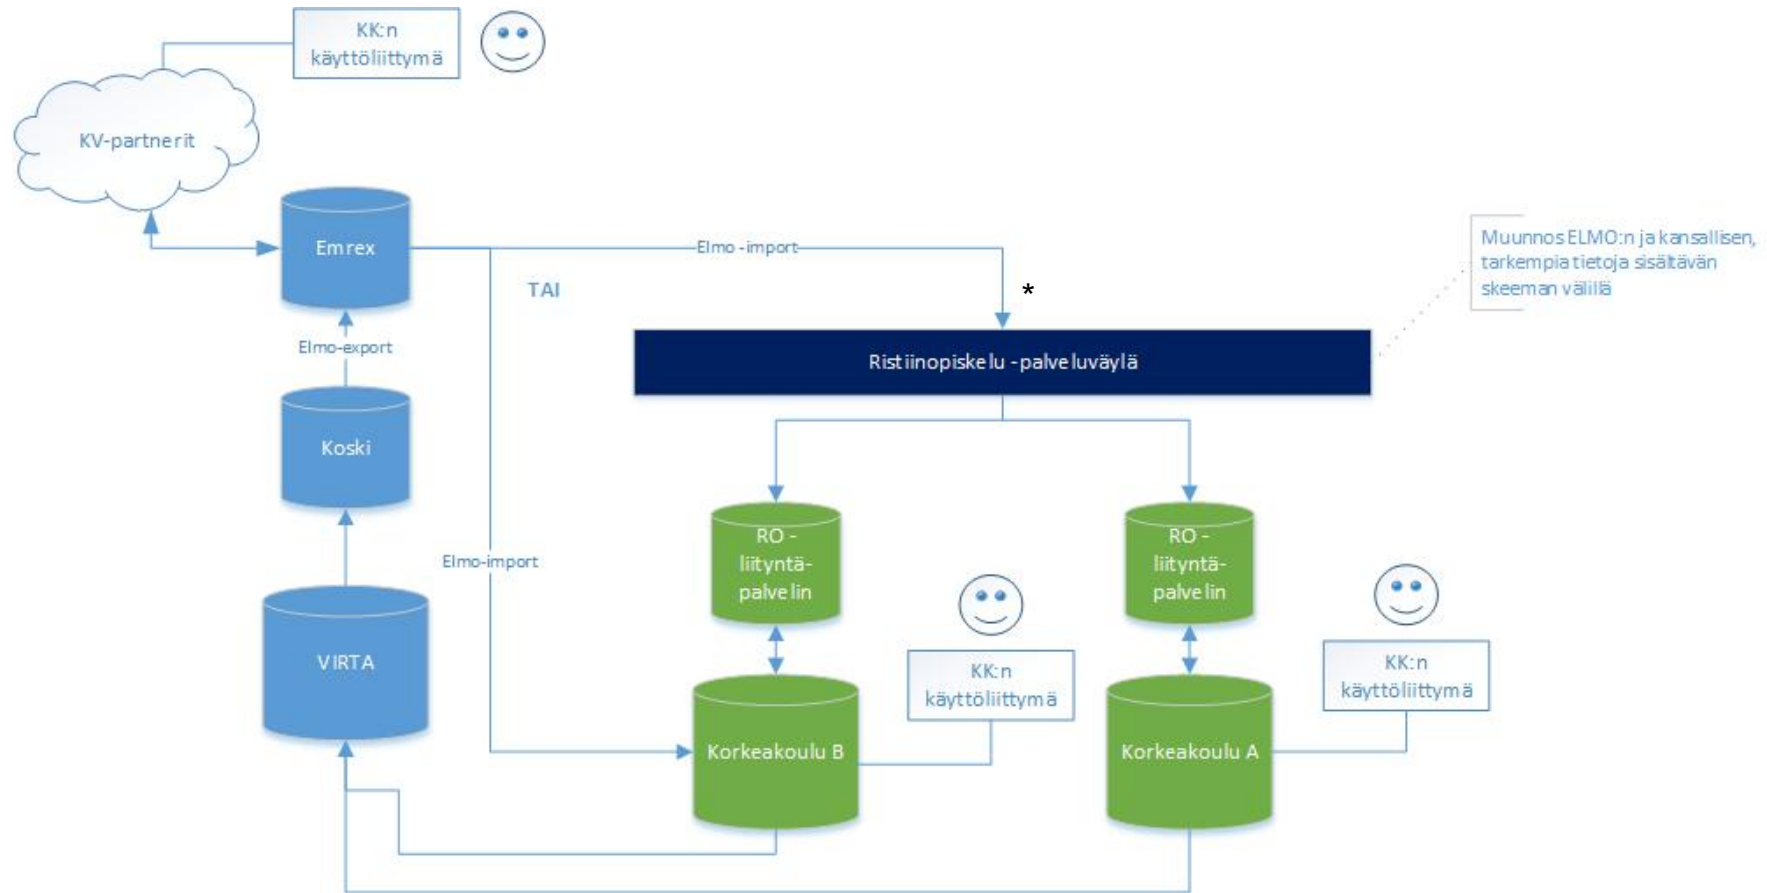 KK:n
käyttöliittymä
KV-partnerit
Emrex
Elmo -import
TAI
*
Muunnos ELMO:n ja kansallisen,
tarkempia tietoja sisältävän
skeeman välillä
Elmo-export
Ristiinopiskelu -palveluväylä
Koski
RO -
liityntä-
palvelin
RO -
liityntä-
palvelin
Elmo-import
VIRTA
KK:n
käyttöliittymä
KK:n
käyttöliittymä
Korkeakoulu B
Korkeakoulu A